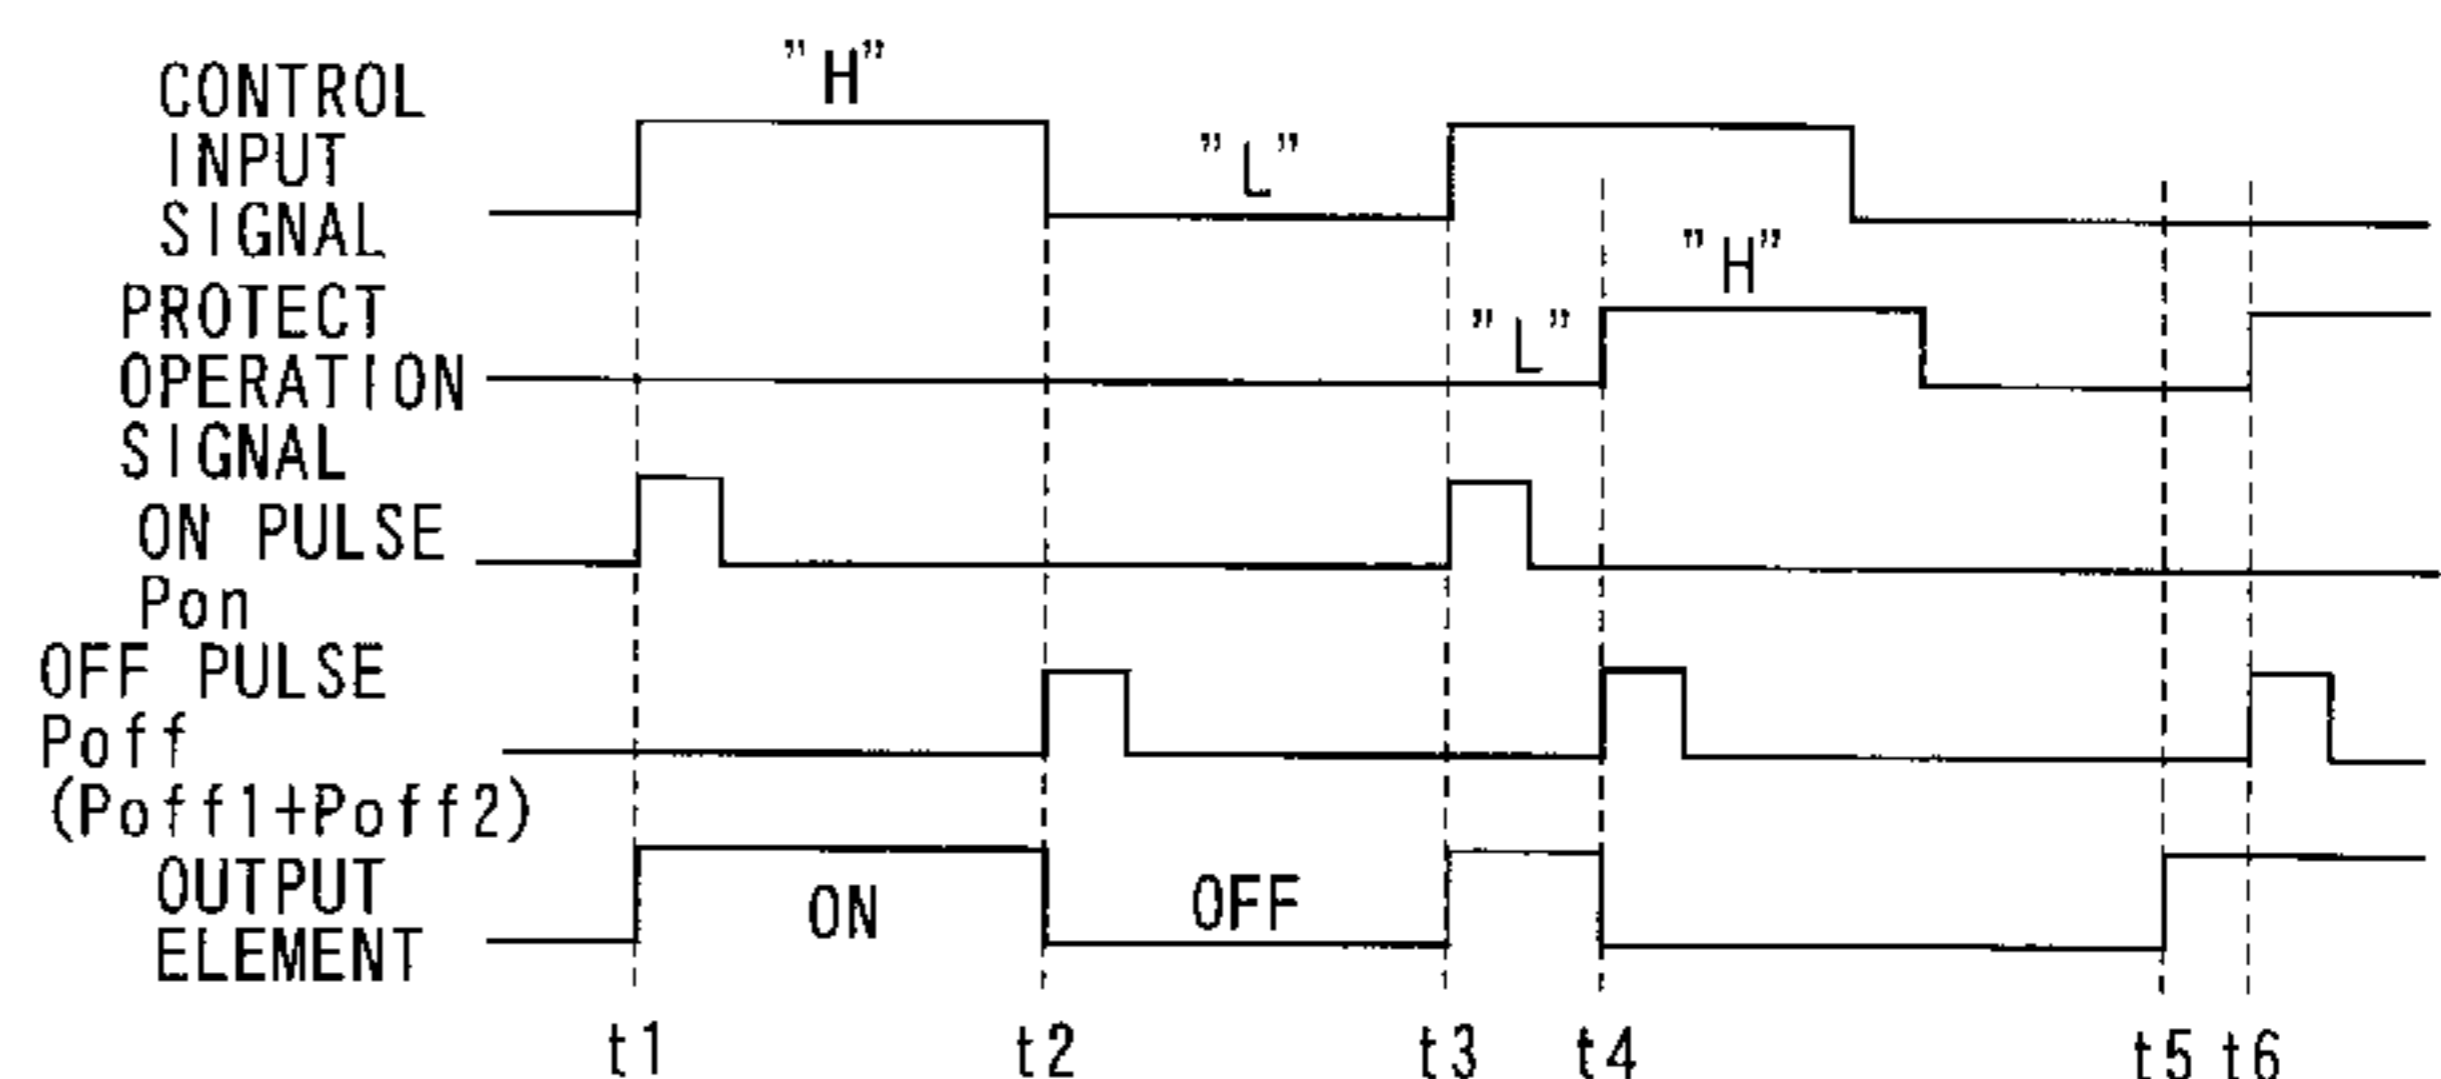 "H"
CONTROL
INPUT
SIGNAL
"L"
"H"
PROTECT
OPERATION
SIGNAL
"L"
ON PULSE
Pon
OFF PULSE
Poff
(Poff1+Poff2)
OUTPUT
ELEMENT
ON
OFF
t1 t2 t3 t4 t5 t6